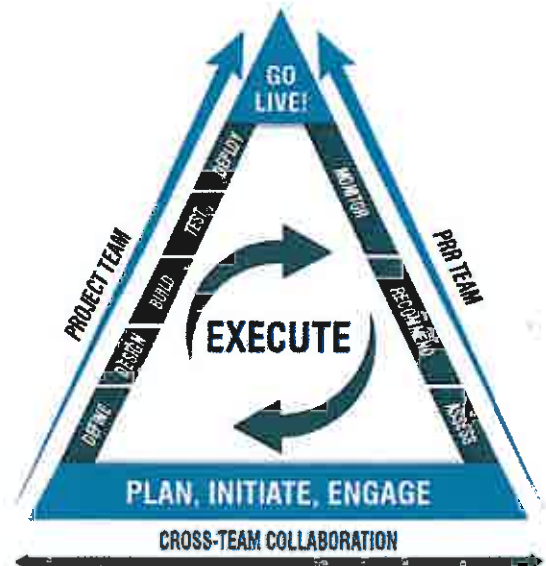 GO
LIVE!
DEPLOY
TEST
BUILD
DESIGN
DEFINE
PROJECT TEAM
MONITOR
RECOMMEND
ASSESS
PRR TEAM
EXECUTE
PLAN, INITIATE, ENGAGE
CROSS-TEAM COLLABORATION